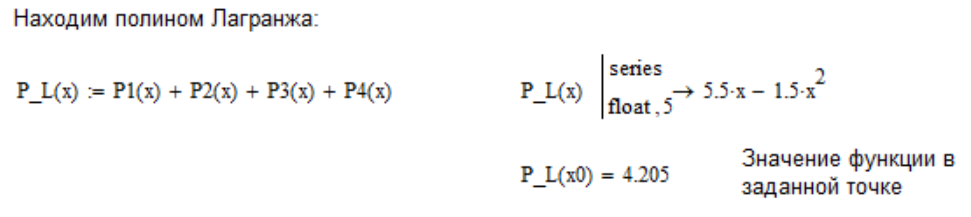 Находим полином Лагранжа:
P_L(x) := P1(x) + P2(x) + P3(x) + P4(x)
P_L(x) | series float , 5 → 5.5·x − 1.5·x²
P_L(x0) = 4.205
Значение функции в
заданной точке